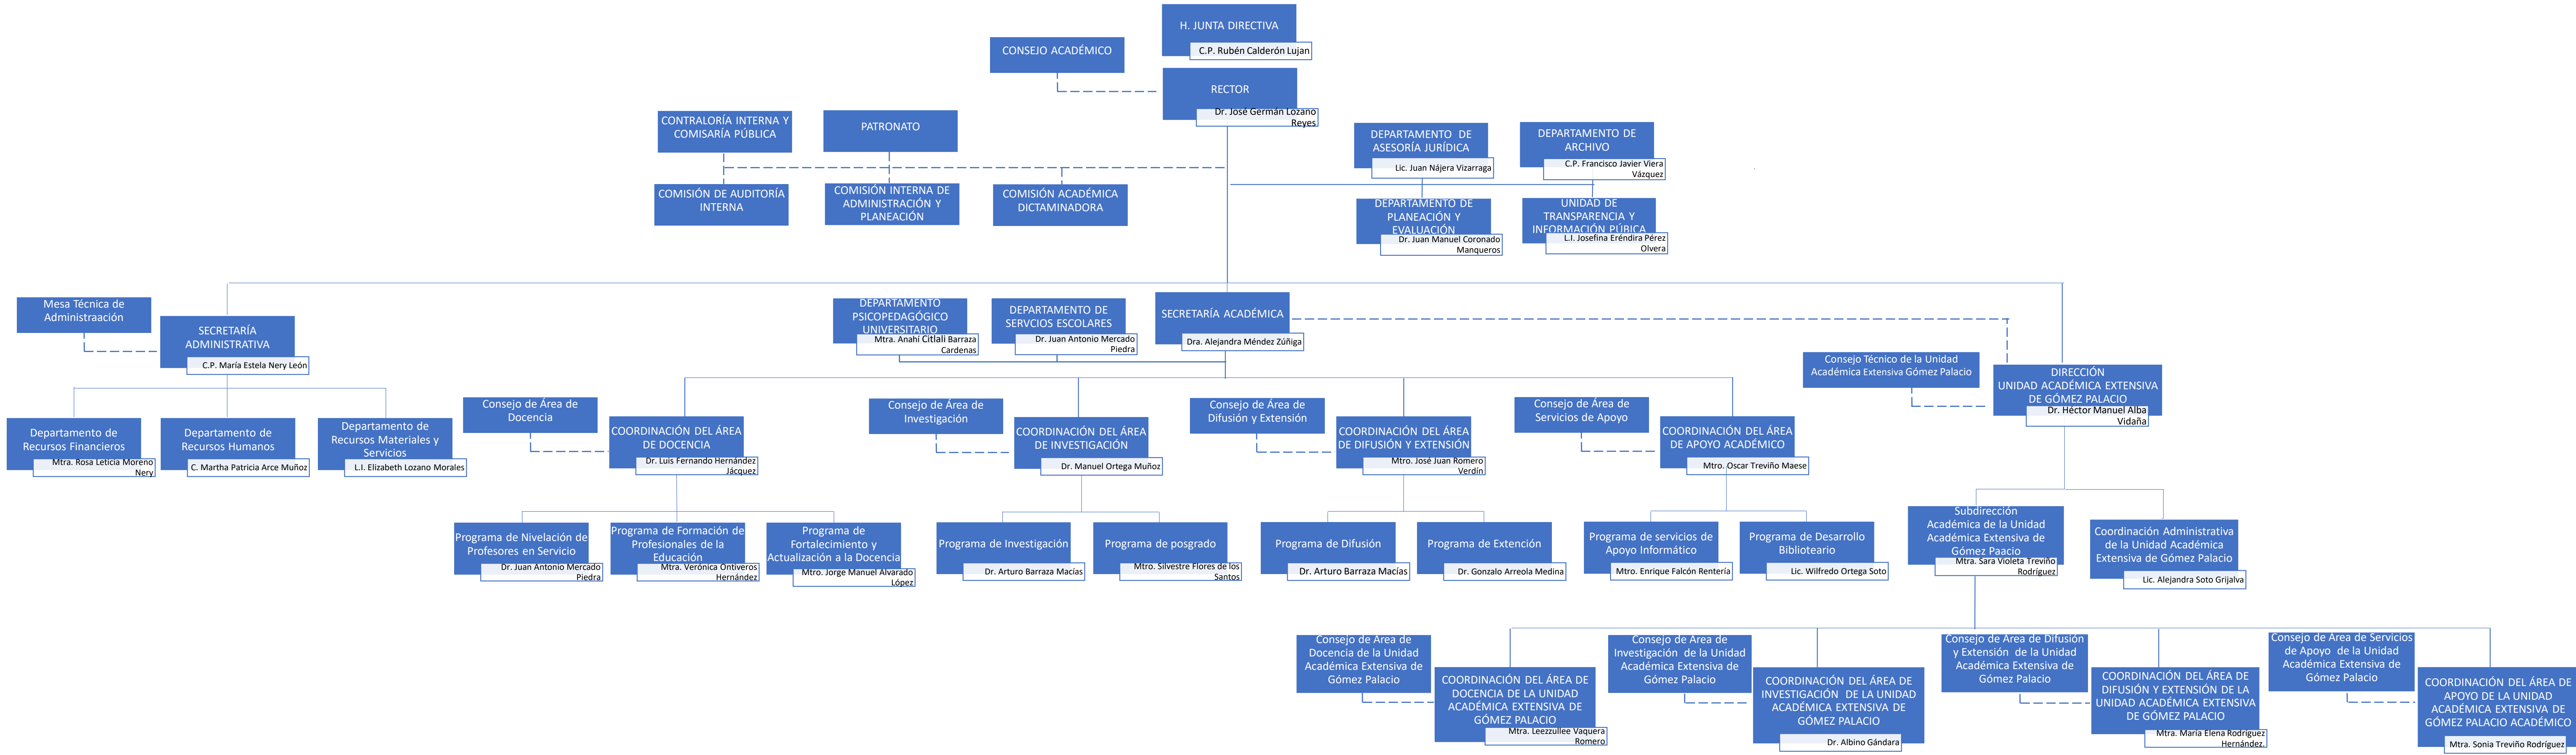 H. JUNTA DIRECTIVA
C.P. Rubén Calderón Lujan
CONSEJO ACADÉMICO
RECTOR
Dr. José Germán Lozano
Reyes
CONTRALORÍA INTERNA Y
COMISARÍA PÚBLICA
PATRONATO
COMISIÓN DE AUDITORÍA
INTERNA
COMISIÓN INTERNA DE
ADMINISTRACIÓN Y
PLANEACIÓN
COMISIÓN ACADÉMICA
DICTAMINADORA
DEPARTAMENTO DE
ASESORÍA JURÍDICA
Lic. Juan Nájera Vizarraga
DEPARTAMENTO DE
ARCHIVO
C.P. Francisco Javier Viera
Vázquez
DEPARTAMENTO DE
PLANEACIÓN Y
EVALUACIÓN
Dr. Juan Manuel Coronado
Manqueros
UNIDAD DE
TRANSPARENCIA Y
INFORMACIÓN PÚBICA
L.I. Josefina Eréndira Pérez
Olvera
Mesa Técnica de
Administraación
SECRETARÍA
ADMINISTRATIVA
C.P. María Estela Nery León
DEPARTAMENTO
PSICOPEDAGÓGICO
UNIVERSITARIO
Mtra. Anahí Citlali Barraza
Cardenas
DEPARTAMENTO DE
SERVCIOS ESCOLARES
Dr. Juan Antonio Mercado
Piedra
SECRETARÍA ACADÉMICA
Dra. Alejandra Méndez Zúñiga
Consejo Técnico de la Unidad
Académica Extensiva Gómez Palacio
DIRECCIÓN
UNIDAD ACADÉMICA EXTENSIVA
DE GÓMEZ PALACIO
Dr. Héctor Manuel Alba
Vidaña
Departamento de
Recursos Financieros
Mtra. Rosa Leticia Moreno
Nery
Departamento de
Recursos Humanos
C. Martha Patricia Arce Muñoz
Departamento de
Recursos Materiales y
Servicios
L.I. Elizabeth Lozano Morales
Consejo de Área de
Docencia
COORDINACIÓN DEL ÁREA
DE DOCENCIA
Dr. Luis Fernando Hernández
Jácquez
Consejo de Área de
Investigación
COORDINACIÓN DEL ÁREA
DE INVESTIGACIÓN
Dr. Manuel Ortega Muñoz
Consejo de Área de
Difusión y Extensión
COORDINACIÓN DEL ÁREA
DE DIFUSIÓN Y EXTENSIÓN
Mtro. José Juan Romero
Verdín
Consejo de Área de
Servicios de Apoyo
COORDINACIÓN DEL ÁREA
DE APOYO ACADÉMICO
Mtro. Oscar Treviño Maese
Programa de Nivelación de
Profesores en Servicio
Dr. Juan Antonio Mercado
Piedra
Programa de Formación de
Profesionales de la
Educación
Mtra. Verónica Ontiveros
Hernández
Programa de
Fortalecimiento y
Actualización a la Docencia
Mtro. Jorge Manuel Alvarado
López
Programa de Investigación
Dr. Arturo Barraza Macías
Programa de posgrado
Mtro. Silvestre Flores de los
Santos
Programa de Difusión
Dr. Arturo Barraza Macías
Programa de Extención
Dr. Gonzalo Arreola Medina
Programa de servicios de
Apoyo Informático
Mtro. Enrique Falcón Rentería
Programa de Desarrollo
Biblioteario
Lic. Wilfredo Ortega Soto
Subdirección
Académica de la Unidad
Académica Extensiva de
Gómez Paacio
Mtra. Sara Violeta Treviño
Rodríguez
Coordinación Administrativa
de la Unidad Académica
Extensiva de Gómez Palacio
Lic. Alejandra Soto Grijalva
Consejo de Área de
Docencia de la Unidad
Académica Extensiva de
Gómez Palacio
COORDINACIÓN DEL ÁREA DE
DOCENCIA DE LA UNIDAD
ACADÉMICA EXTENSIVA DE
GÓMEZ PALACIO
Mtra. Leezzullee Vaquera
Romero
Consejo de Área de
Investigación de la Unidad
Académica Extensiva de
Gómez Palacio
COORDINACIÓN DEL ÁREA DE
INVESTIGACIÓN DE LA UNIDAD
ACADÉMICA EXTENSIVA DE
GÓMEZ PALACIO
Dr. Albino Gándara
Consejo de Área de Difusión
y Extensión de la Unidad
Académica Extensiva de
Gómez Palacio
COORDINACIÓN DEL ÁREA DE
DIFUSIÓN Y EXTENSIÓN DE LA
UNIDAD ACADÉMICA EXTENSIVA
DE GÓMEZ PALACIO
Mtra. María Elena Rodríguez
Hernández.
Consejo de Área de Servicios
de Apoyo de la Unidad
Académica Extensiva de
Gómez Palacio
COORDINACIÓN DEL ÁREA DE
APOYO DE LA UNIDAD
ACADÉMICA EXTENSIVA DE
GÓMEZ PALACIO ACADÉMICO
Mtra. Sonia Treviño Rodríguez